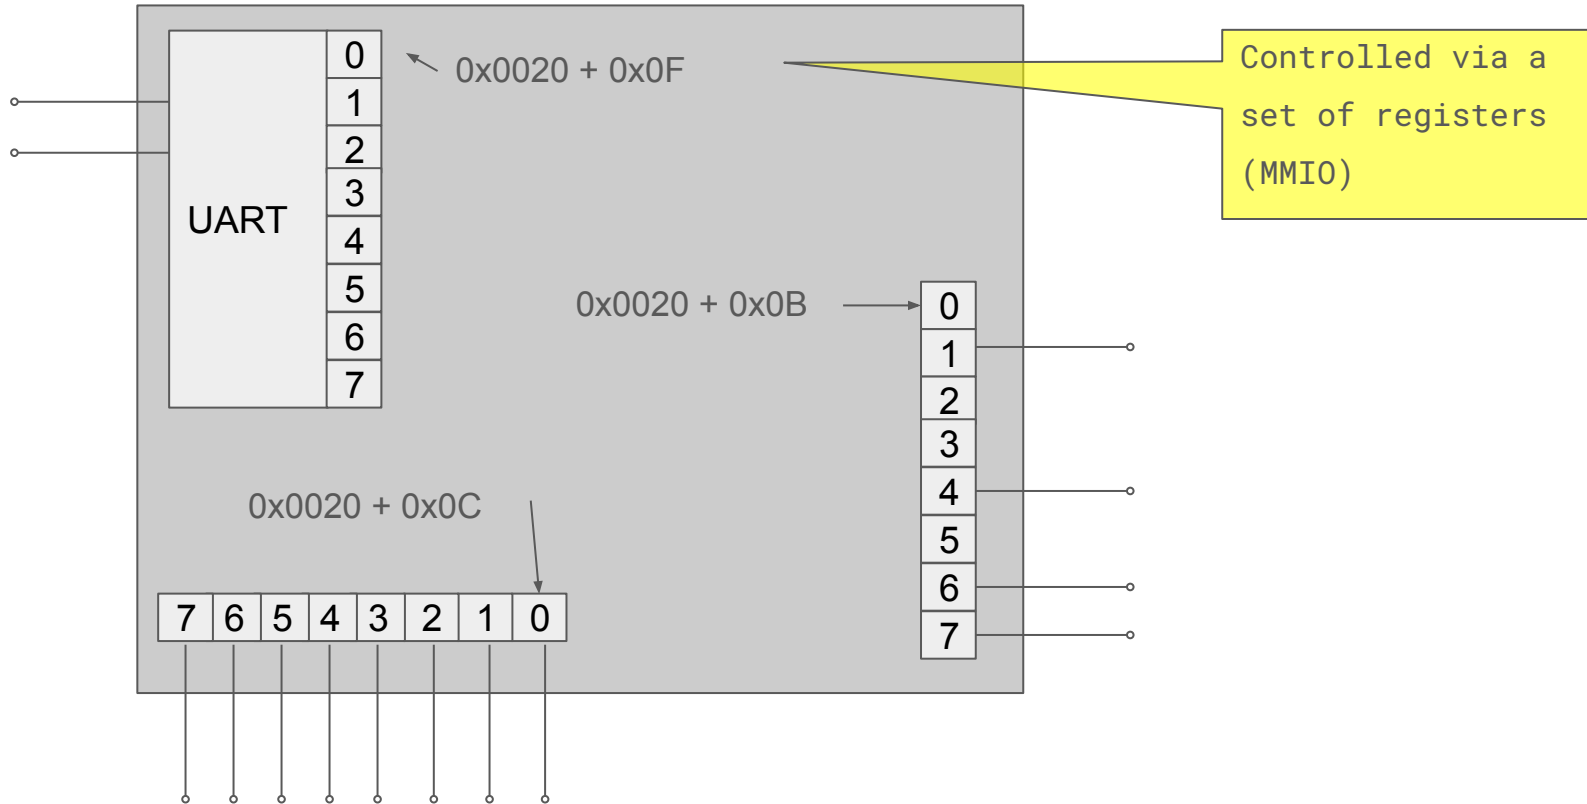 0
1
2
3
4
5
6
7
UART
0x0020 + 0x0F
Controlled via a
set of registers
(MMIO)
0x0020 + 0x0B
0
1
2
3
4
5
6
7
0x0020 + 0x0C
7 6 5 4 3 2 1 0